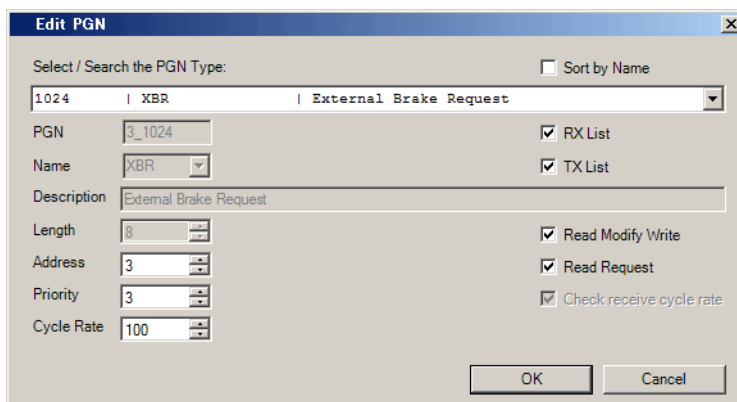 Edit PGN
Select / Search the PGN Type:
Sort by Name
1024 | XBR | External Brake Request
PGN 3_1024
RX List
Name XBR
TX List
Description External Brake Request
Length 8
Read Modify Write
Address 3
Read Request
Priority 3
Check receive cycle rate
Cycle Rate 100
OK Cancel